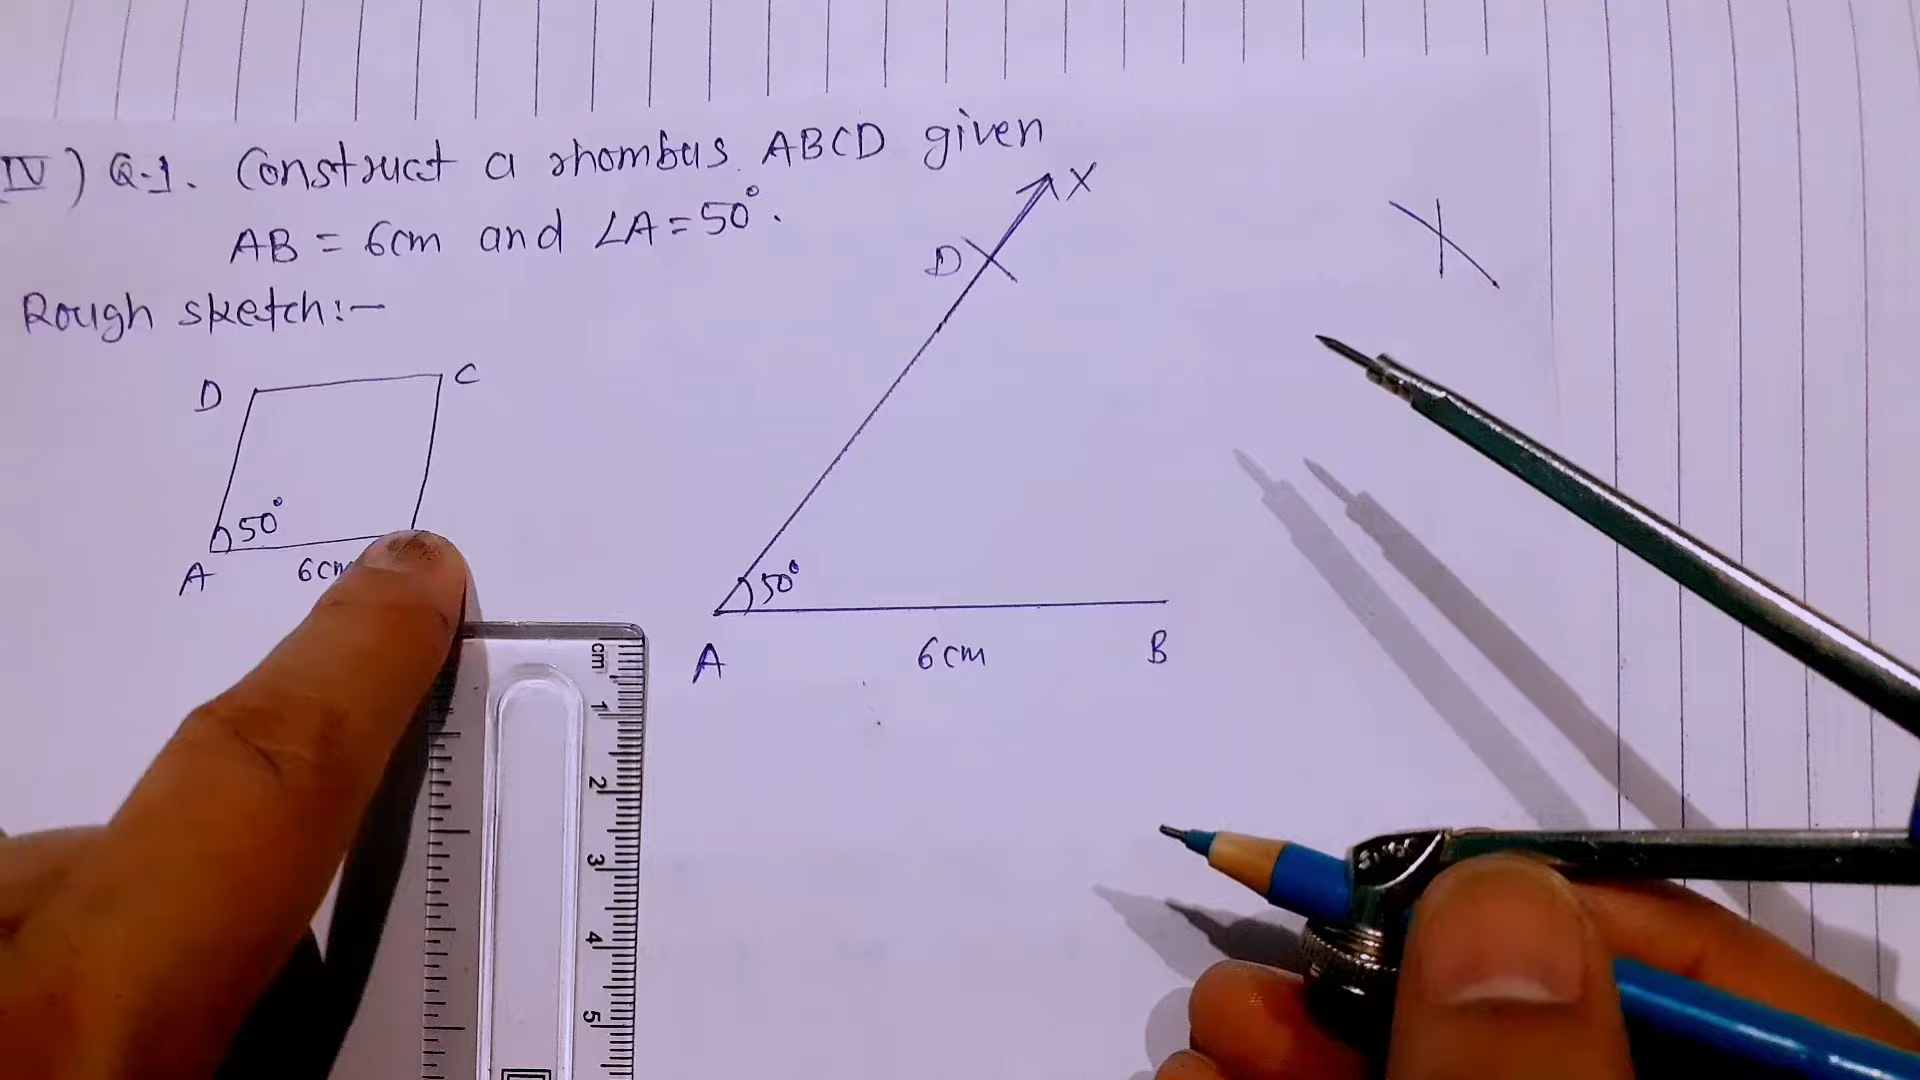 IV) Q.1. Construct a rhombus ABCD given
AB = 6cm and ∠A = 50°.
Rough sketch:-
D
C
50°
A
6cm
X
D
50°
A
6cm
B
cm
1
2
3
4
5